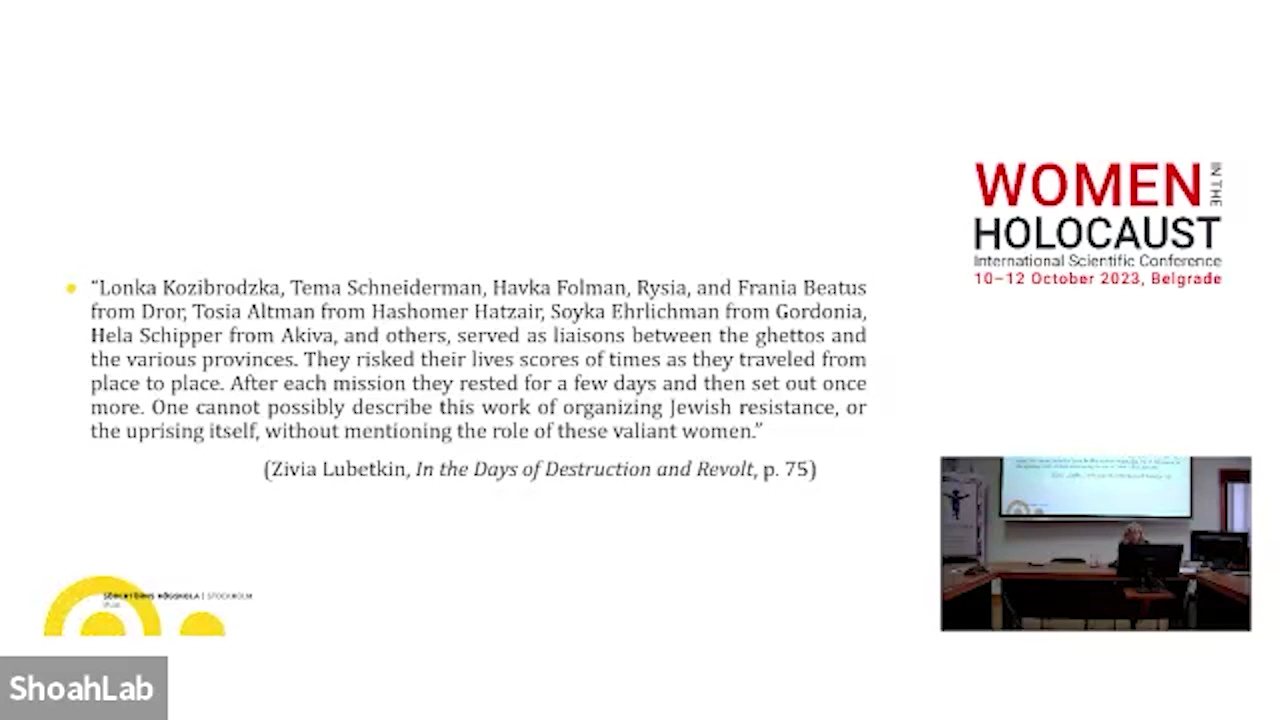 “Lonka Kozibrodzka, Tema Schneiderman, Havka Folman, Rysia, and Frania Beatus
from Dror, Tosia Altman from Hashomer Hatzair, Soyka Ehrlichman from Gordonia,
Hela Schipper from Akiva, and others, served as liaisons between the ghettos and
the various provinces. They risked their lives scores of times as they traveled from
place to place. After each mission they rested for a few days and then set out once
more. One cannot possibly describe this work of organizing Jewish resistance, or
the uprising itself, without mentioning the role of these valiant women.”
(Zivia Lubetkin, In the Days of Destruction and Revolt, p. 75)
WOMEN IN THE
HOLOCAUST
International Scientific Conference
10–12 October 2023, Belgrade
SÖDERTÖRNS HÖGSKOLA | STOCKHOLM
ShoahLab